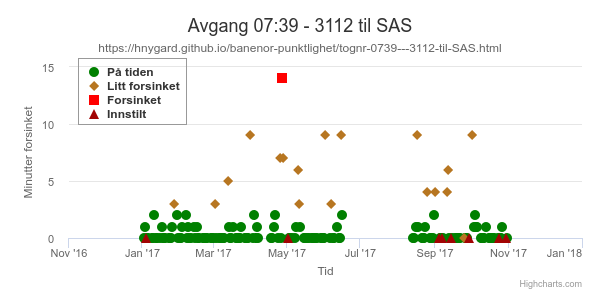 Avgang 07:39 - 3112 til SAS
https://hnygard.github.io/banenor-punktlighet/tognr-0739---3112-til-SAS.html
På tiden
Litt forsinket
Forsinket
Innstilt
Minutter forsinket
15
10
5
0
Nov '16
Jan '17
Mar '17
May '17
Jul '17
Sep '17
Nov '17
Jan '18
Tid
Highcharts.com